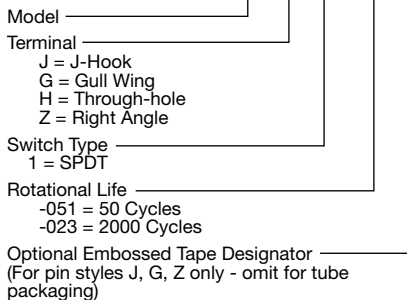 Model
Terminal
J = J-Hook
G = Gull Wing
H = Through-hole
Z = Right Angle
Switch Type
1 = SPDT
Rotational Life
-051 = 50 Cycles
-023 = 2000 Cycles
Optional Embossed Tape Designator
(For pin styles J, G, Z only - omit for tube
packaging)